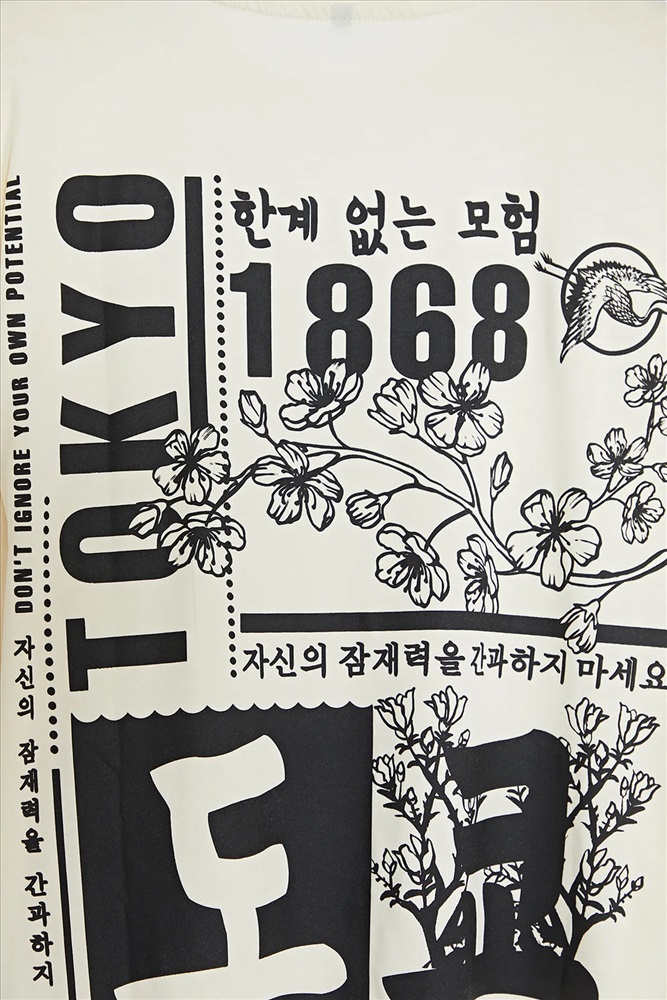 DON'T IGNORE YOUR OWN POTENTIAL
자신의 잠재력을 간과하지
TOKYO
한계 없는 모험
1868
자신의 잠재력을 간과하지 마세요
도쿄